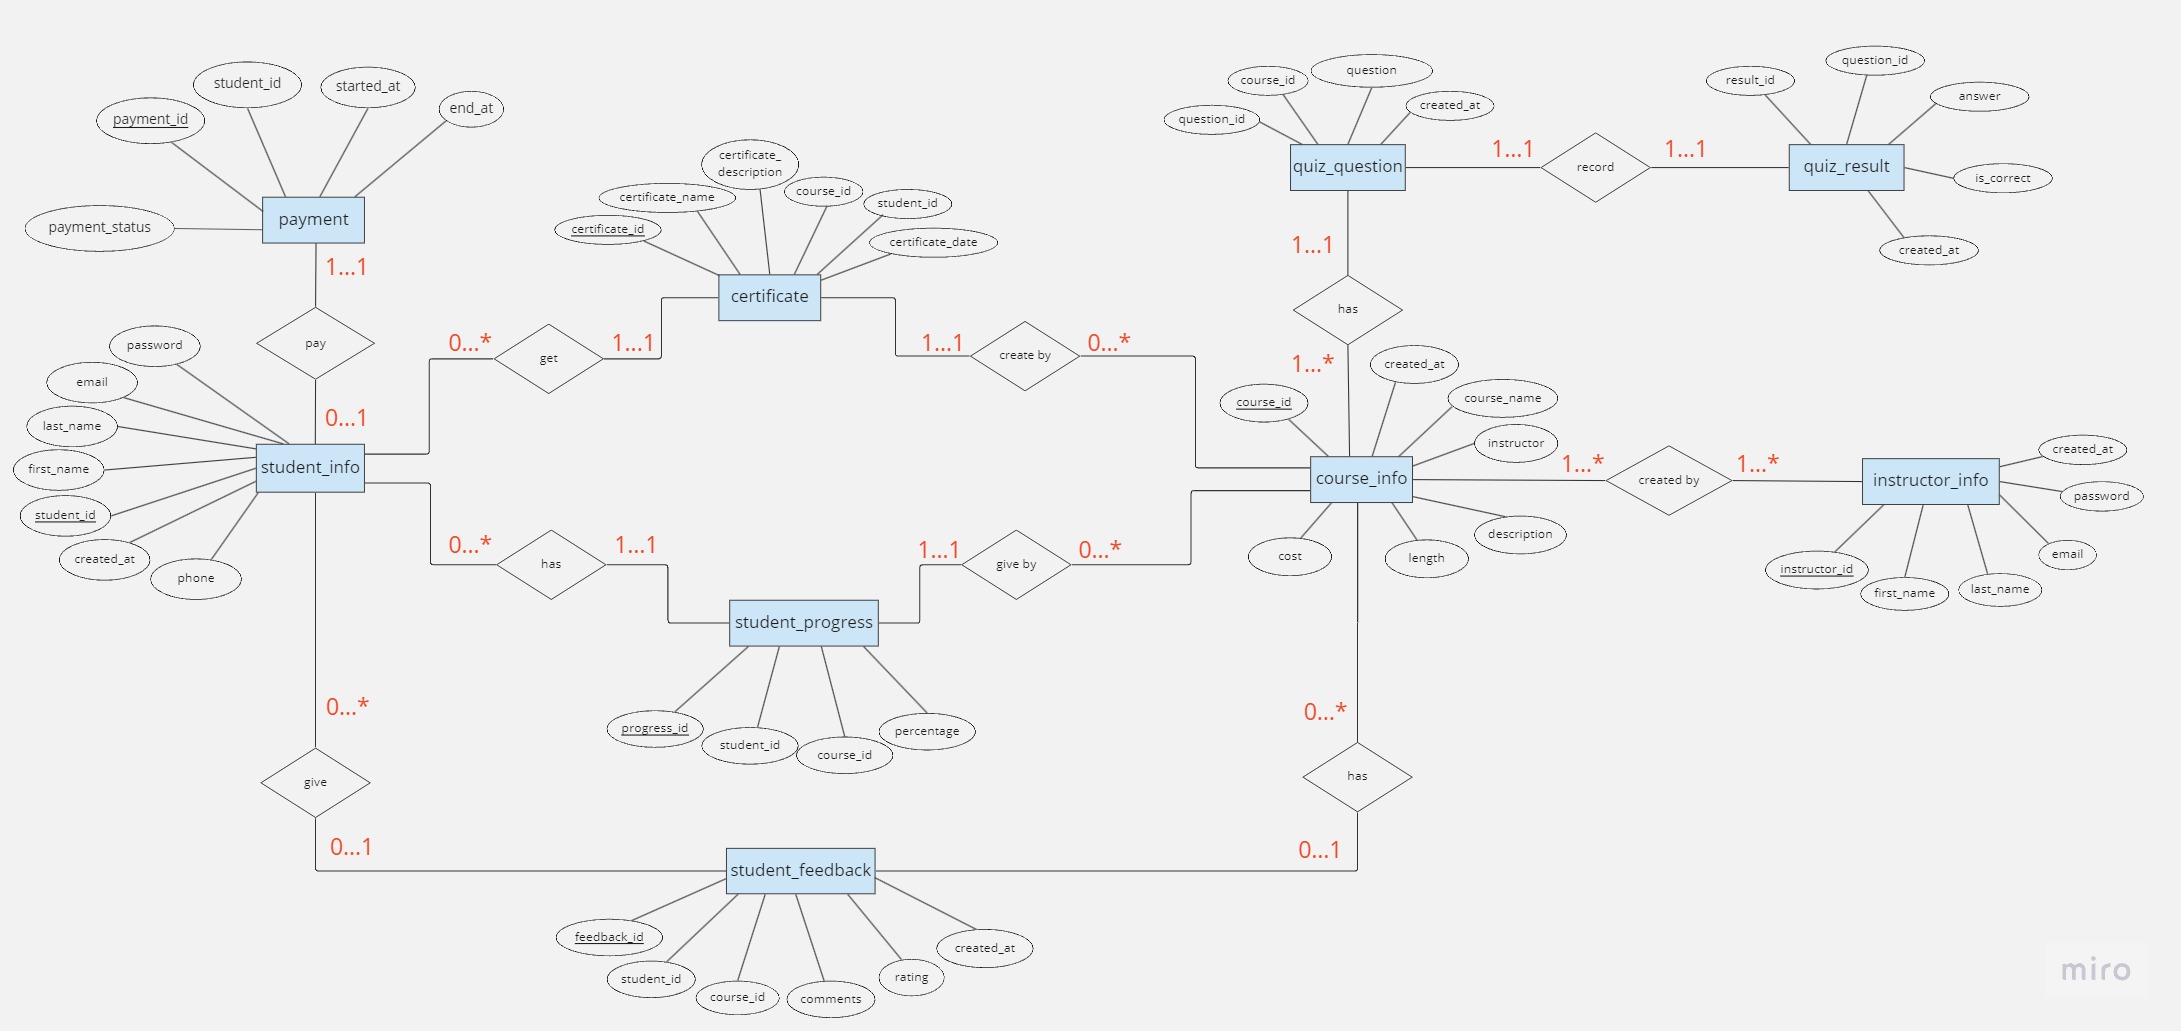 student_id
started_at
end_at
payment_id
payment_status
payment
1...1
pay
0...1
password
email
last_name
first_name
student_id
created_at
phone
student_info
certificate_
description
certificate_name
course_id
student_id
certificate_id
certificate_date
certificate
0...*
get
1...1
1...1
create by
0...*
course_id
question
created_at
question_id
quiz_question
1...1
record
1...1
result_id
question_id
answer
quiz_result
is_correct
created_at
1...1
has
1...*
created_at
course_id
course_name
instructor
course_info
cost
length
description
1...*
created by
1...*
instructor_info
created_at
password
email
instructor_id
first_name
last_name
0...*
has
1...1
1...1
give by
0...*
student_progress
progress_id
student_id
course_id
percentage
0...*
give
0...1
0...*
has
0...1
student_feedback
feedback_id
student_id
course_id
comments
rating
created_at
miro